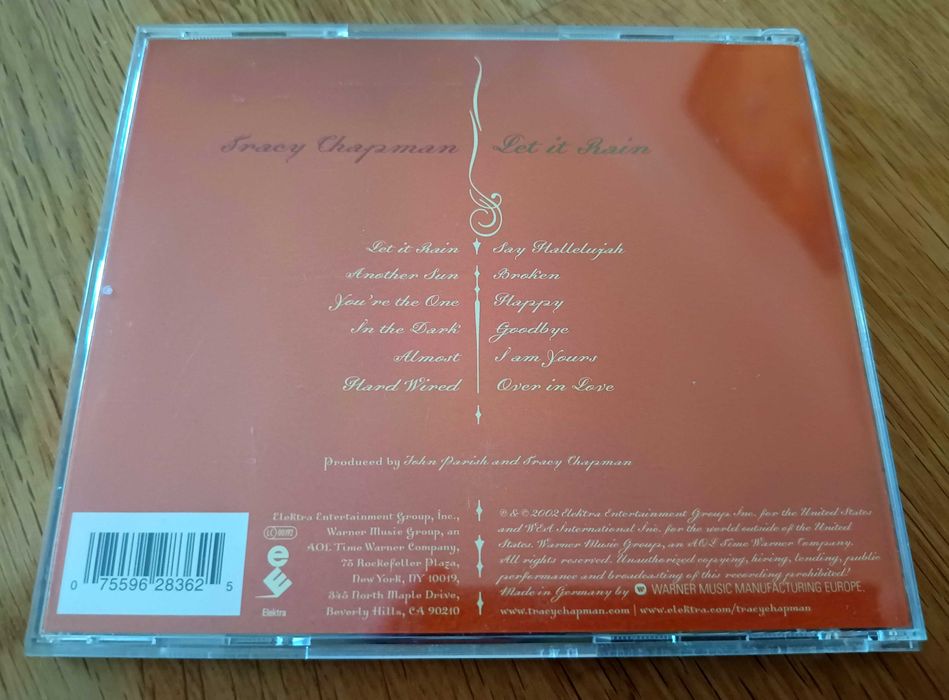 Tracy Chapman Let it Rain
Let it Rain
Another Sun
You're the One
In the Dark
Almost
Hard Wired
Say Hallelujah
Broken
Happy
Goodbye
I am Yours
Over in Love
Produced by John Parish and Tracy Chapman
0 75596 28362 5
Elektra
Elektra Entertainment Group, Inc.,
Warner Music Group, an
AOL Time Warner Company,
75 Rockefeller Plaza,
New York, NY 10019,
345 North Maple Drive,
Beverly Hills, CA 90210
℗ & © 2002 Elektra Entertainment Group Inc. for the United States
and WEA International Inc. for the world outside of the United
States. Warner Music Group, an AOL Time Warner Company.
All rights reserved. Unauthorized copying, hiring, lending, public
performance and broadcasting of this recording prohibited!
Made in Germany by WARNER MUSIC MANUFACTURING EUROPE.
www.tracychapman.com | www.elektra.com/tracychapman